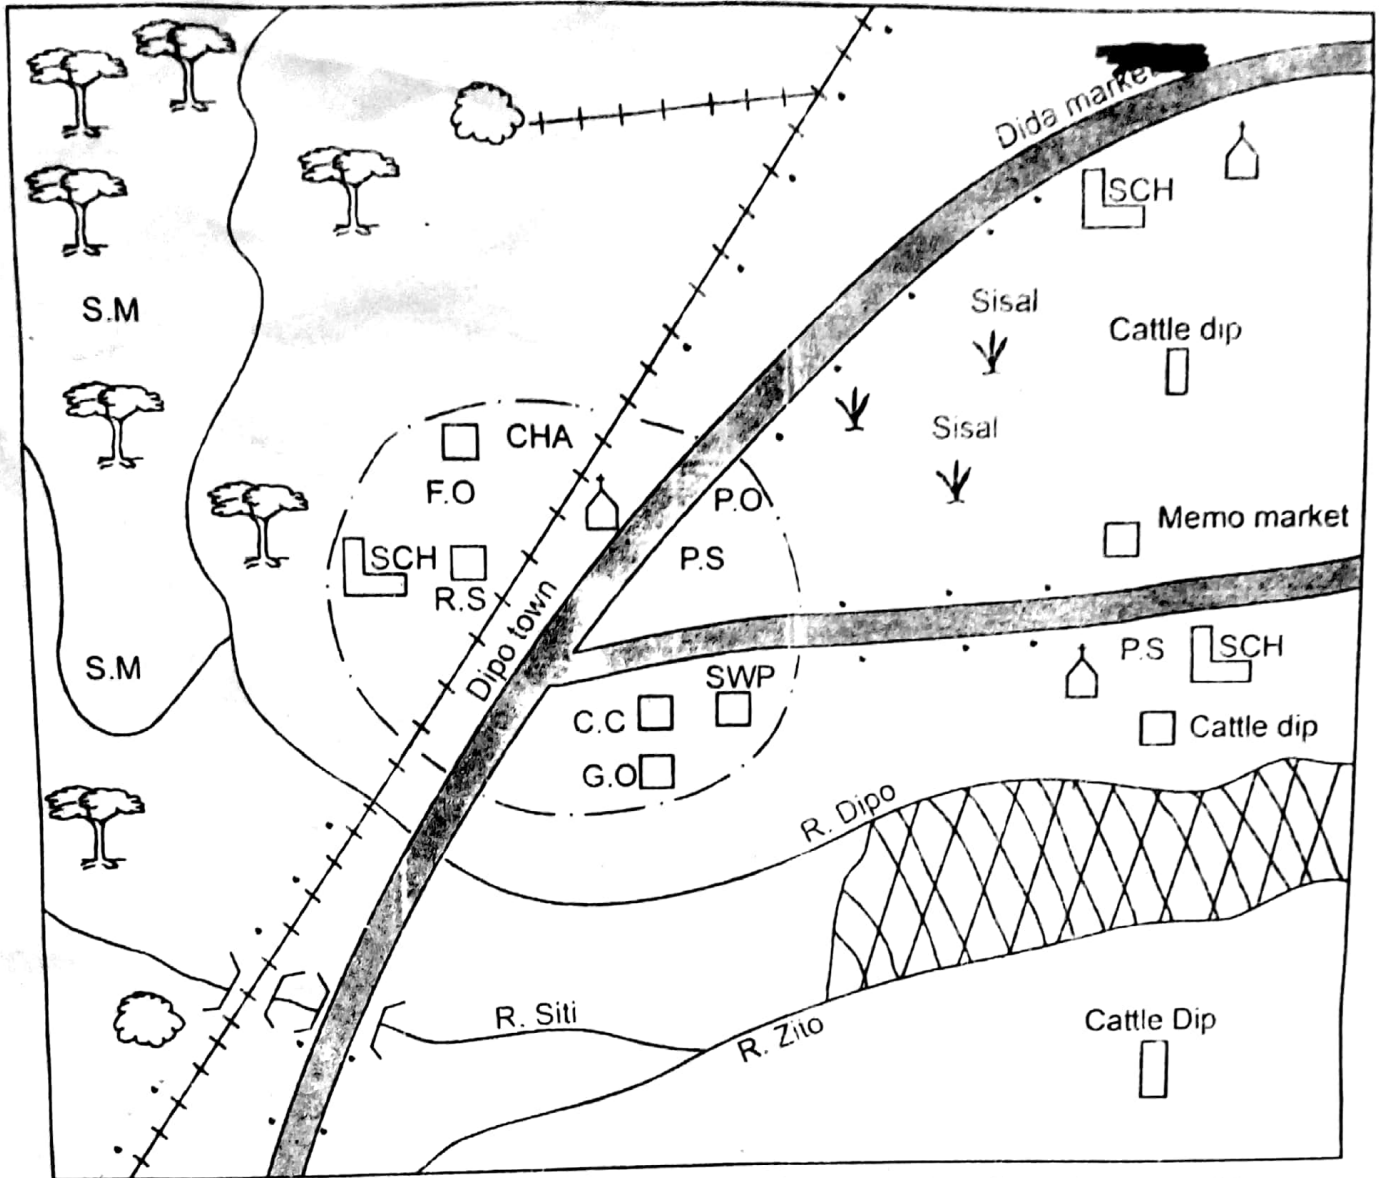 Dida market
SCH
S.M
Sisal
Cattle dip
CHA
Sisal
F.O
P.O
Memo market
SCH
P.S
R.S
Dipo town
P.S
SCH
S.M
SWP
C.C
Cattle dip
G.O
R. Dipo
R. Siti
R. Zito
Cattle Dip